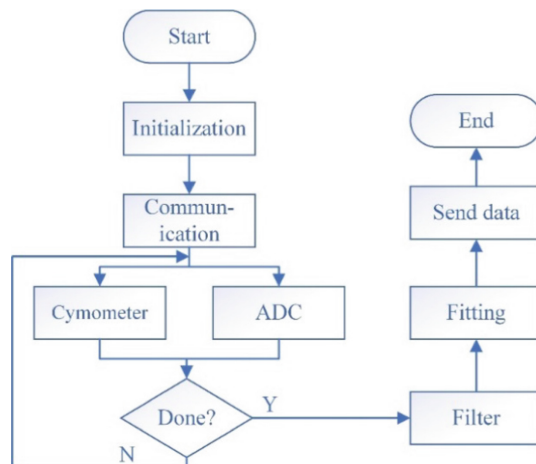 Start
Initialization
Commun-
ication
Cymometer
ADC
Done?
Y
N
Filter
Fitting
Send data
End